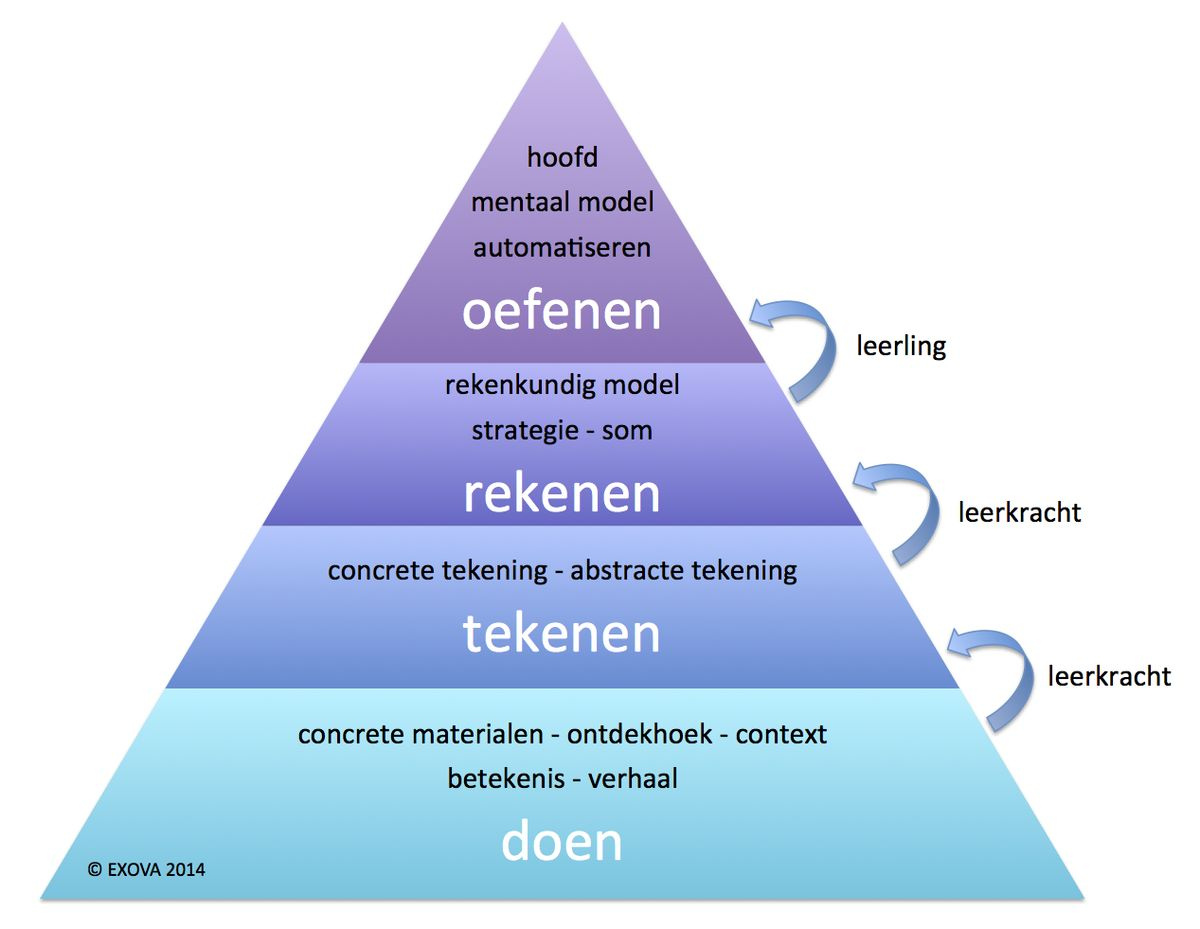 hoofd
mentaal model
automatiseren
oefenen
leerling
rekenkundig model
strategie - som
rekenen
leerkracht
concrete tekening - abstracte tekening
tekenen
leerkracht
concrete materialen - ontdekhoek - context
betekenis - verhaal
doen
© EXOVA 2014